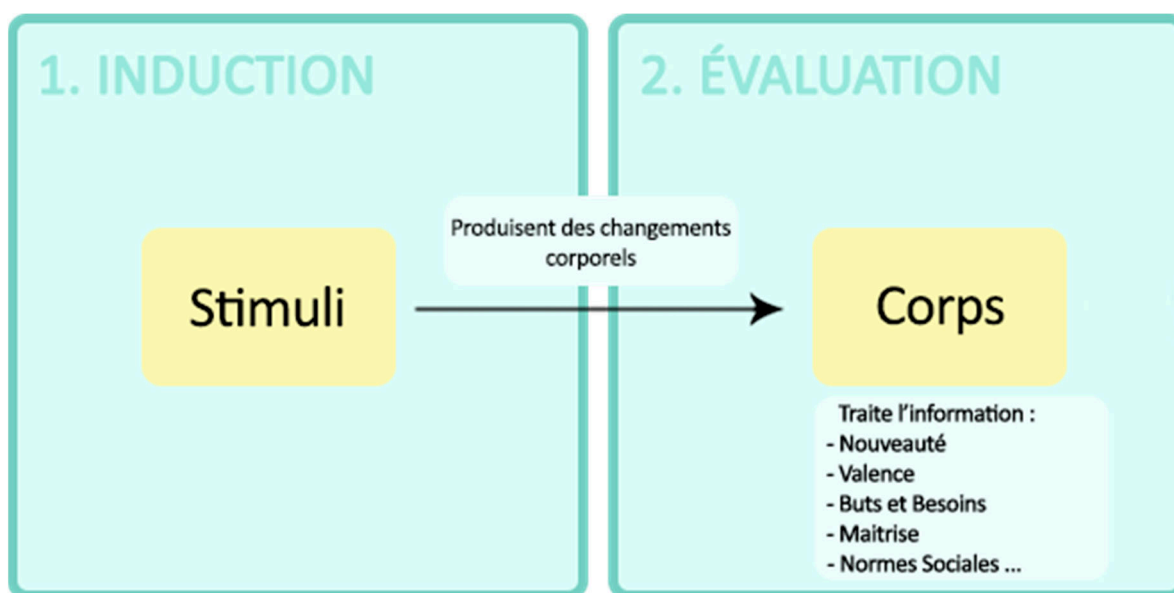 1. INDUCTION
2. ÉVALUATION
Produisent des changements
corporels
Stimuli
Corps
Traite l'information :
- Nouveauté
- Valence
- Buts et Besoins
- Maitrise
- Normes Sociales ...